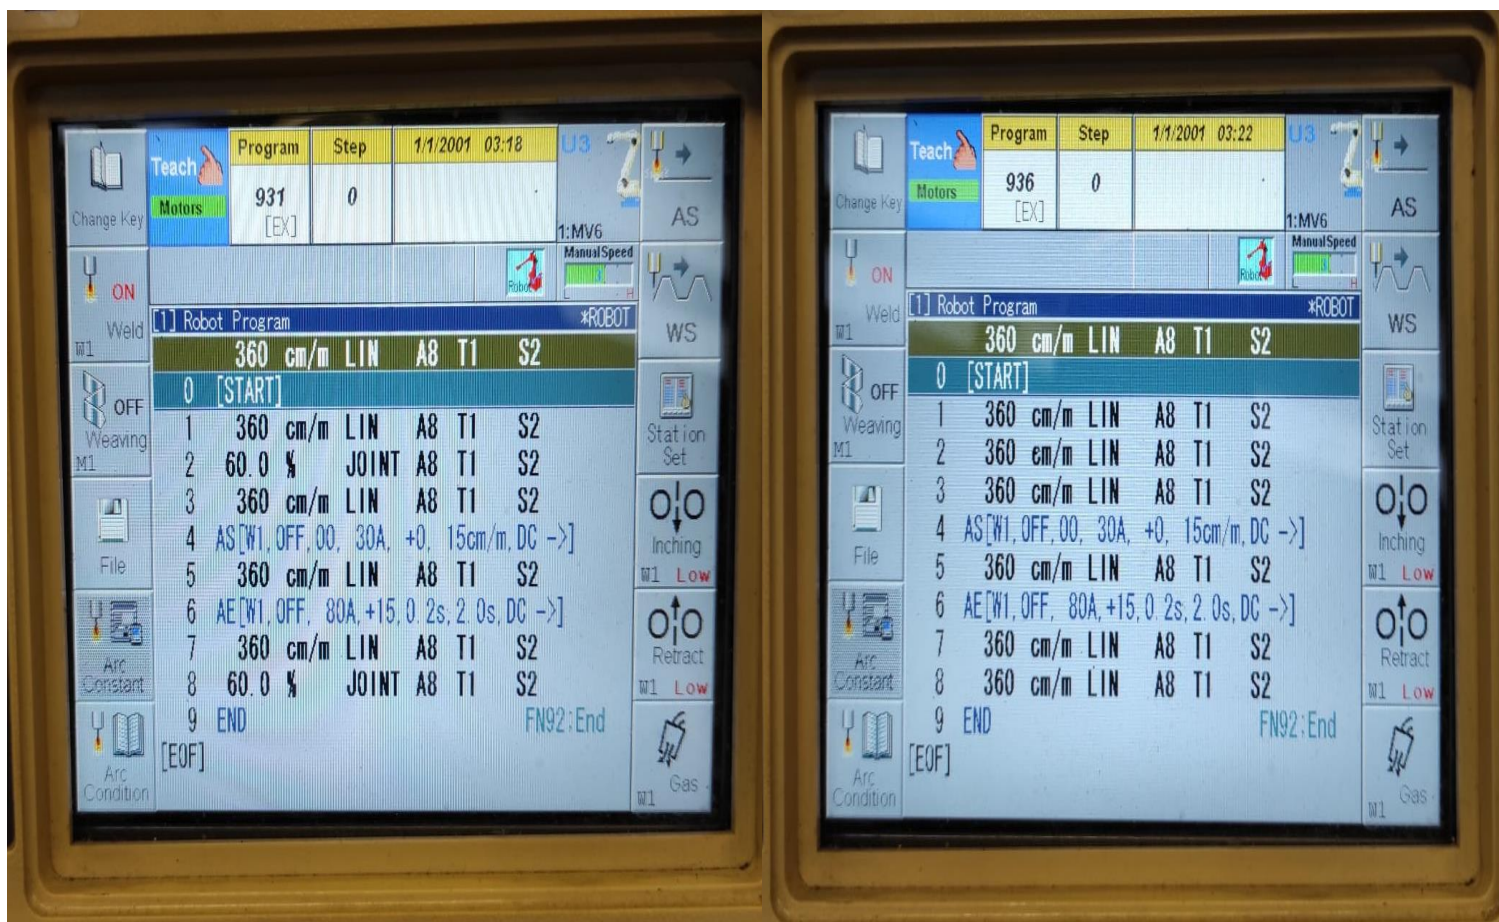 Change Key
Teach
Motors
Program
931
[EX]
Step
0
1/1/2001 03:18
U3
1:MV6
AS
ON
Weld
W1
Robot
Manual Speed
3
L H
WS
[1] Robot Program *ROBOT
360 cm/m LIN A8 T1 S2
0 [START]
1 360 cm/m LIN A8 T1 S2
2 60.0 % JOINT A8 T1 S2
3 360 cm/m LIN A8 T1 S2
4 AS[W1,OFF,00, 30A, +0, 15cm/m,DC ->]
5 360 cm/m LIN A8 T1 S2
6 AE[W1,OFF, 80A,+15,0.2s,2.0s,DC ->]
7 360 cm/m LIN A8 T1 S2
8 60.0 % JOINT A8 T1 S2
9 END FN92;End
[EOF]
OFF
Weaving
M1
File
Arc
Constant
Arc
Condition
Station
Set
Inching
W1 Low
Retract
W1 Low
Gas
W1
Change Key
Teach
Motors
Program
936
[EX]
Step
0
1/1/2001 03:22
U3
1:MV6
AS
ON
Weld
W1
Robot
Manual Speed
3
L H
WS
[1] Robot Program *ROBOT
360 cm/m LIN A8 T1 S2
0 [START]
1 360 cm/m LIN A8 T1 S2
2 360 cm/m LIN A8 T1 S2
3 360 cm/m LIN A8 T1 S2
4 AS[W1,OFF,00, 30A, +0, 15cm/m,DC ->]
5 360 cm/m LIN A8 T1 S2
6 AE[W1,OFF, 80A,+15,0.2s,2.0s,DC ->]
7 360 cm/m LIN A8 T1 S2
8 360 cm/m LIN A8 T1 S2
9 END FN92;End
[EOF]
OFF
Weaving
M1
File
Arc
Constant
Arc
Condition
Station
Set
Inching
W1 Low
Retract
W1 Low
Gas
W1